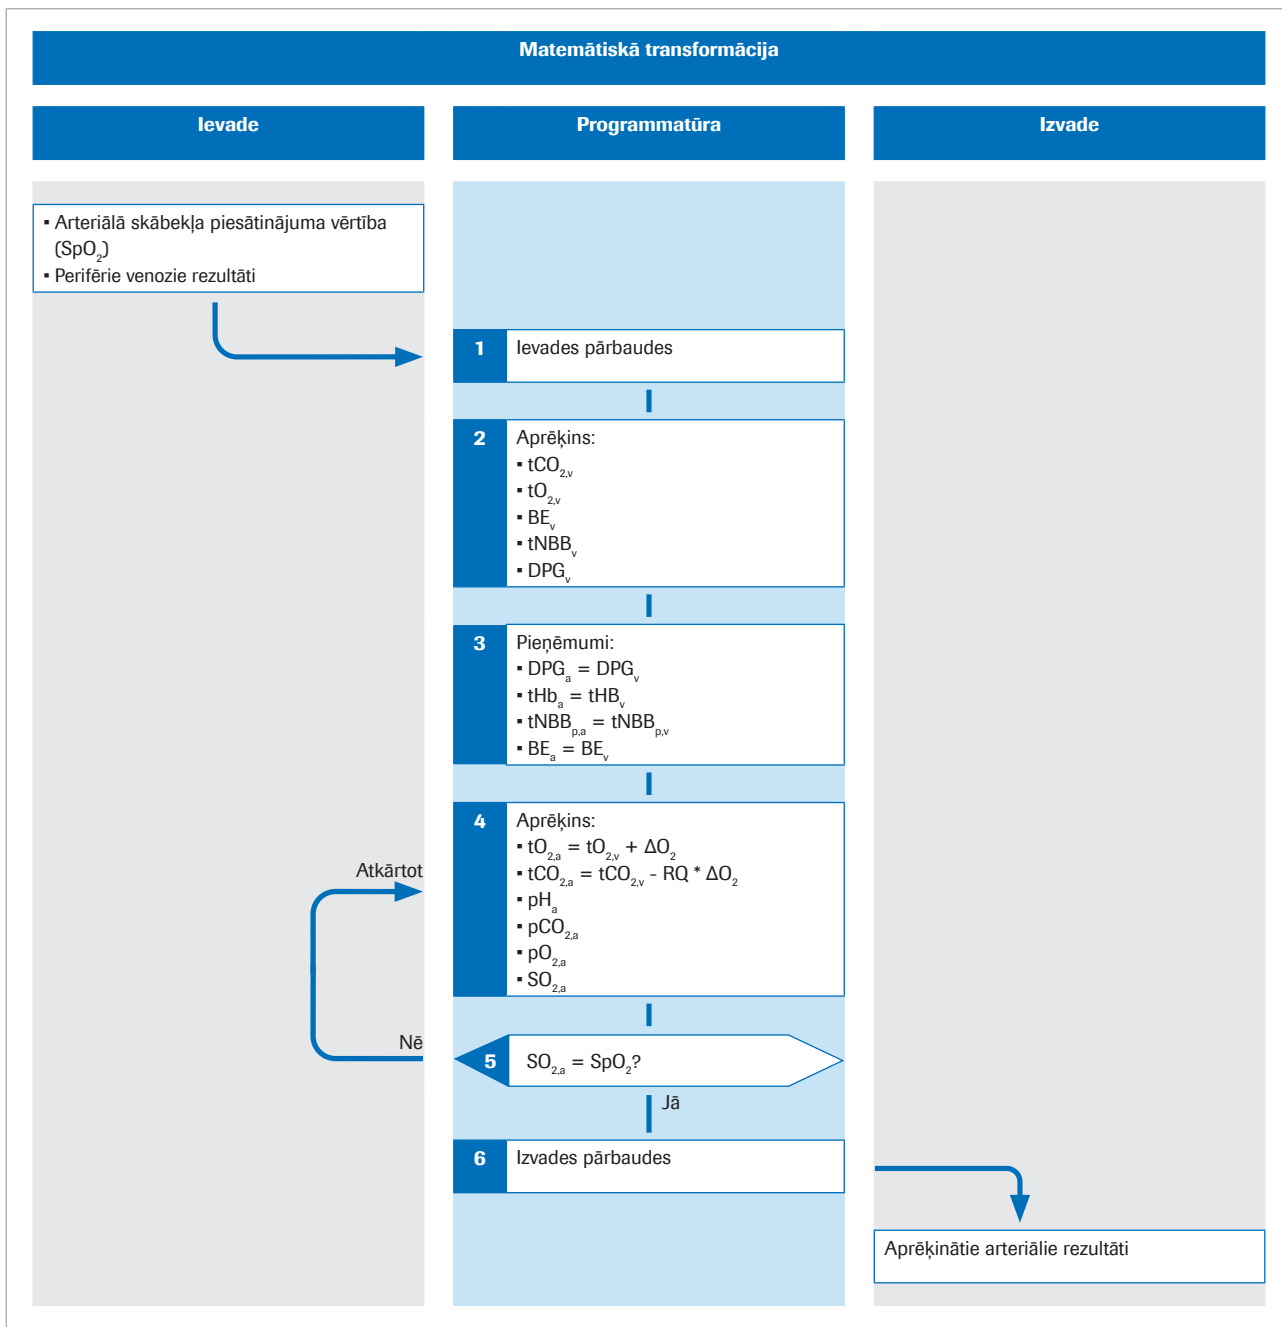 Matemātiskā transformācija
Ievade
Programmatūra
Izvade
▪ Arteriālā skābekļa piesātinājuma vērtība
(SpO₂)
▪ Perifērie venozie rezultāti
1 Ievades pārbaudes
2 Aprēķins:
▪ tCO₂,ᵥ
▪ tO₂,ᵥ
▪ BEᵥ
▪ tNBBᵥ
▪ DPGᵥ
3 Pieņēmumi:
▪ DPGₐ = DPGᵥ
▪ tHbₐ = tHBᵥ
▪ tNBBₚ,ₐ = tNBBₚ,ᵥ
▪ BEₐ = BEᵥ
4 Aprēķins:
▪ tO₂,ₐ = tO₂,ᵥ + ΔO₂
▪ tCO₂,ₐ = tCO₂,ᵥ - RQ * ΔO₂
▪ pHₐ
▪ pCO₂,ₐ
▪ pO₂,ₐ
▪ SO₂,ₐ
Atkārtot
Nē
5 SO₂,ₐ = SpO₂?
Jā
6 Izvades pārbaudes
Aprēķinātie arteriālie rezultāti